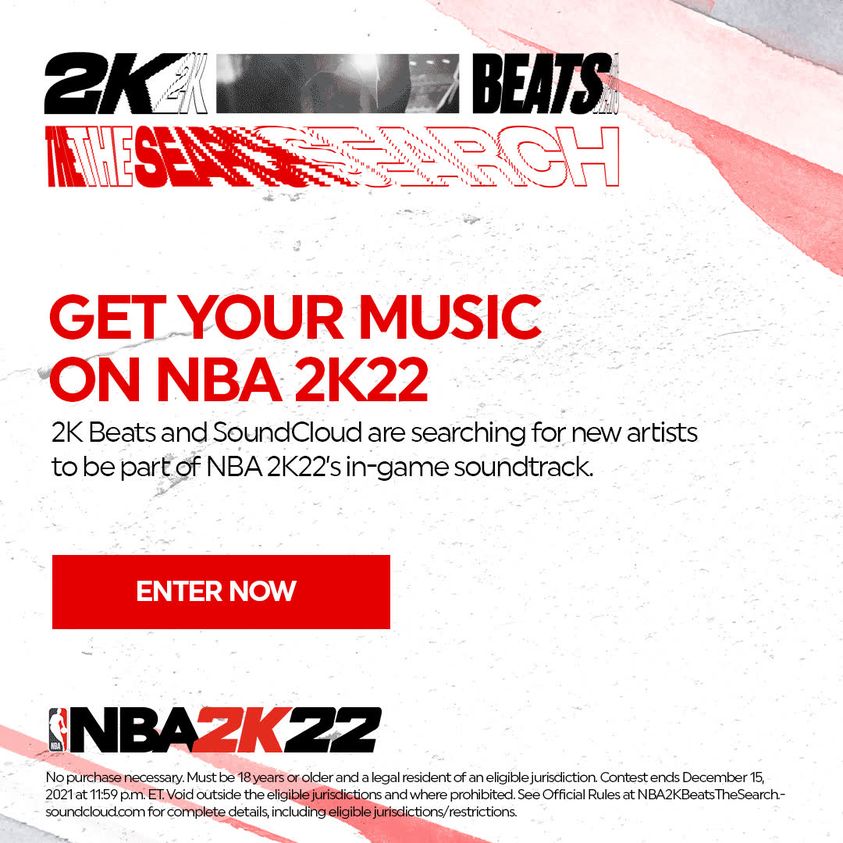 2K 2K BEATS
THE THE SEARCH SEARCH
GET YOUR MUSIC
ON NBA 2K22
2K Beats and SoundCloud are searching for new artists
to be part of NBA 2K22's in-game soundtrack.
ENTER NOW
NBA NBA2K22
No purchase necessary. Must be 18 years or older and a legal resident of an eligible jurisdiction. Contest ends December 15,
2021 at 11:59 p.m. ET. Void outside the eligible jurisdictions and where prohibited. See Official Rules at NBA2KBeatsTheSearch.-
soundcloud.com for complete details, including eligible jurisdictions/restrictions.